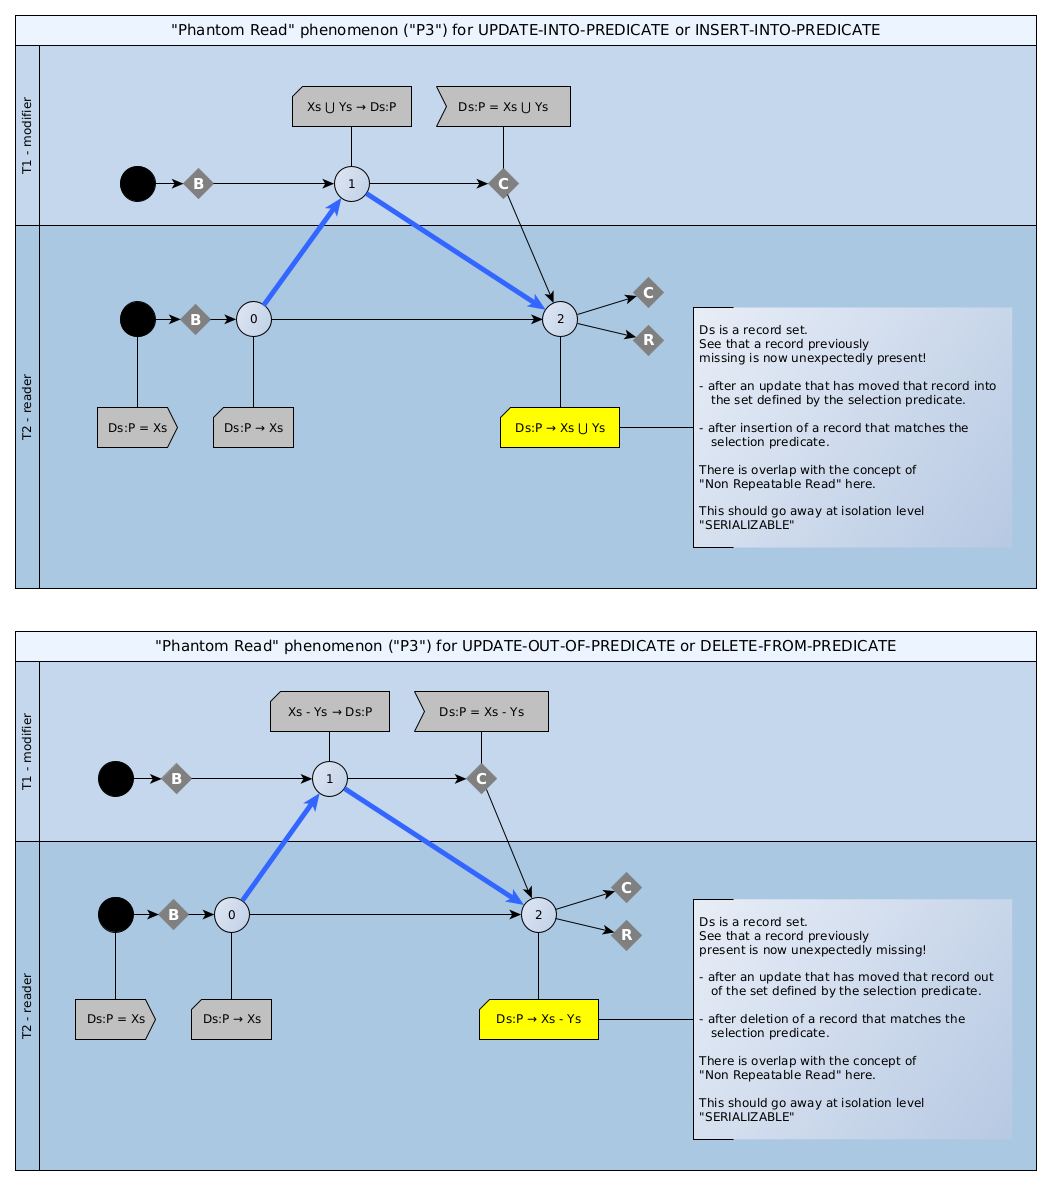 "Phantom Read" phenomenon ("P3") for UPDATE-INTO-PREDICATE or INSERT-INTO-PREDICATE
T1 - modifier
Xs ⋃ Ys → Ds:P
Ds:P = Xs ⋃ Ys
B
1
C
T2 - reader
B
0
2
C
R
Ds:P = Xs
Ds:P → Xs
Ds:P → Xs ⋃ Ys
Ds is a record set.
See that a record previously
missing is now unexpectedly present!
- after an update that has moved that record into
the set defined by the selection predicate.
- after insertion of a record that matches the
selection predicate.
There is overlap with the concept of
"Non Repeatable Read" here.
This should go away at isolation level
"SERIALIZABLE"
"Phantom Read" phenomenon ("P3") for UPDATE-OUT-OF-PREDICATE or DELETE-FROM-PREDICATE
T1 - modifier
Xs - Ys → Ds:P
Ds:P = Xs - Ys
B
1
C
T2 - reader
B
0
2
C
R
Ds:P = Xs
Ds:P → Xs
Ds:P → Xs - Ys
Ds is a record set.
See that a record previously
present is now unexpectedly missing!
- after an update that has moved that record out
of the set defined by the selection predicate.
- after deletion of a record that matches the
selection predicate.
There is overlap with the concept of
"Non Repeatable Read" here.
This should go away at isolation level
"SERIALIZABLE"